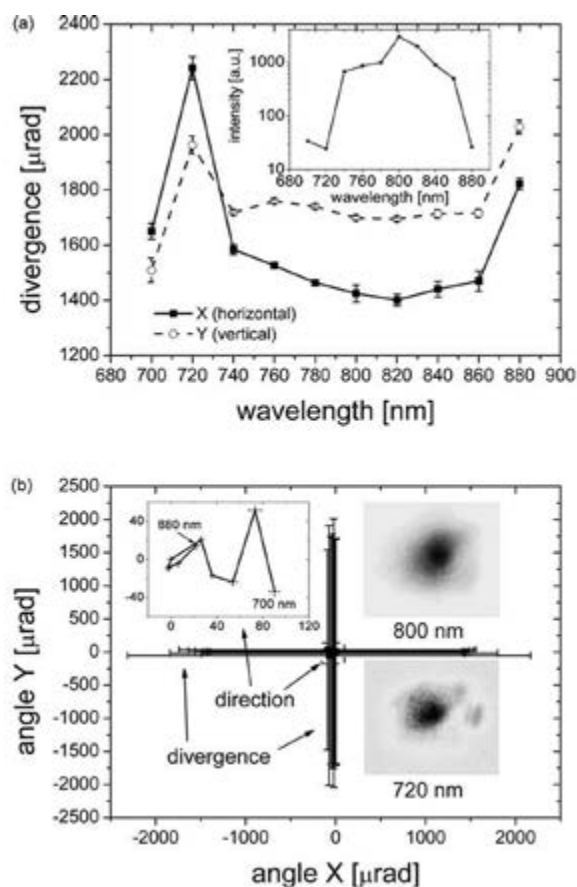 (a)
2400
2200
2000
1800
1600
1400
1200
divergence [μrad]
1000
100
10
intensity [a.u.]
680 720 760 800 840 880
wavelength [nm]
X (horizontal)
Y (vertical)
680 700 720 740 760 780 800 820 840 860 880 900
wavelength [nm]
(b)
2500
2000
1500
1000
500
0
-500
-1000
-1500
-2000
-2500
angle Y [μrad]
40
0
-40
880 nm
700 nm
0 40 80 120
800 nm
direction
divergence
720 nm
-2000 -1000 0 1000 2000
angle X [μrad]